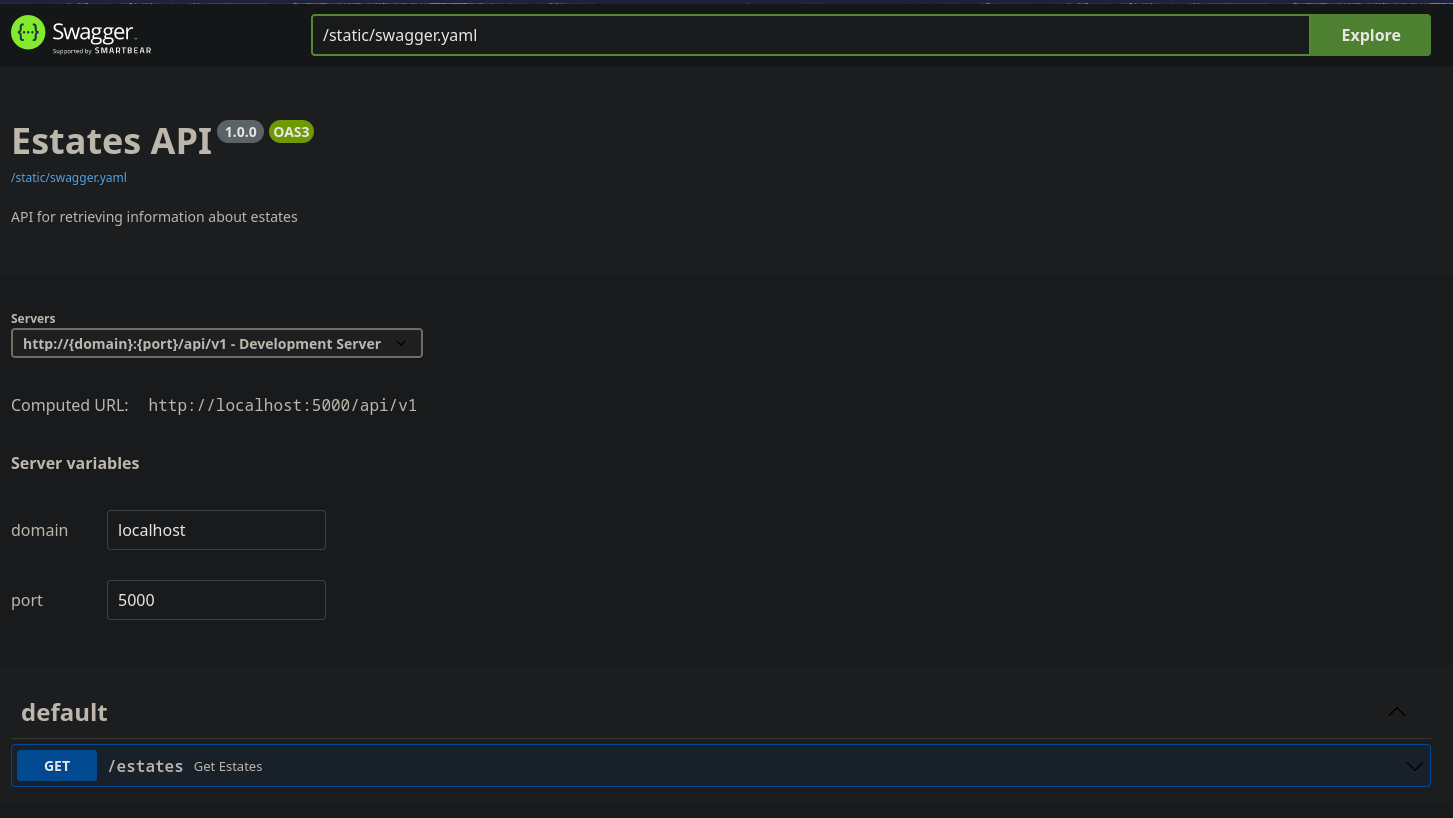 Swagger.
Supported by SMARTBEAR
/static/swagger.yaml
Explore
Estates API 1.0.0 OAS3
/static/swagger.yaml
API for retrieving information about estates
Servers
http://{domain}:{port}/api/v1 - Development Server
Computed URL: http://localhost:5000/api/v1
Server variables
domain localhost
port 5000
default
GET /estates Get Estates